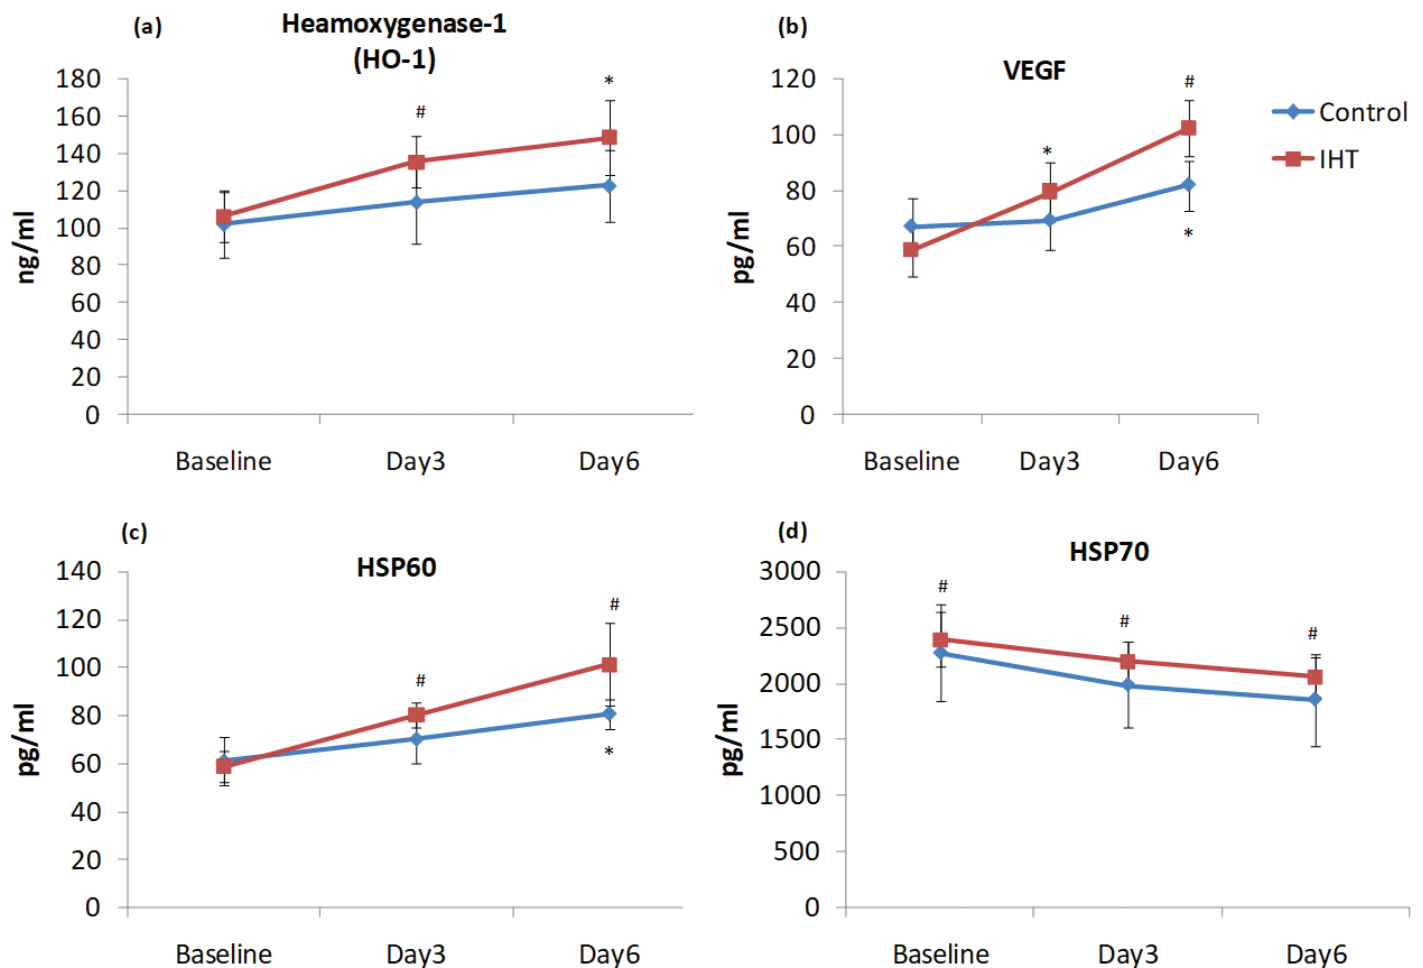 (a)
Heamoxygenase-1
(HO-1)
ng/ml
180
160
140
120
100
80
60
40
20
0
#
*
Baseline Day3 Day6
(b)
VEGF
pg/ml
120
100
80
60
40
20
0
*
#
*
Baseline Day3 Day6
Control
IHT
(c)
HSP60
pg/ml
140
120
100
80
60
40
20
0
#
#
*
Baseline Day3 Day6
(d)
HSP70
pg/ml
3000
2500
2000
1500
1000
500
0
#
#
#
Baseline Day3 Day6